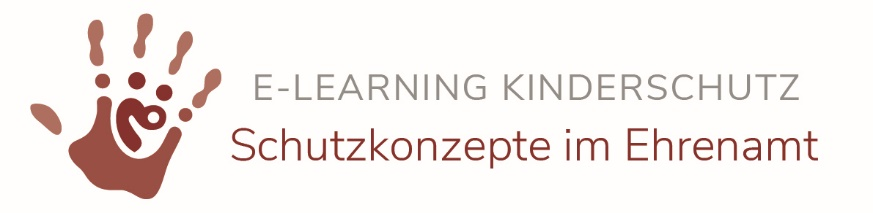 E-LEARNING KINDERSCHUTZ
Schutzkonzepte im Ehrenamt